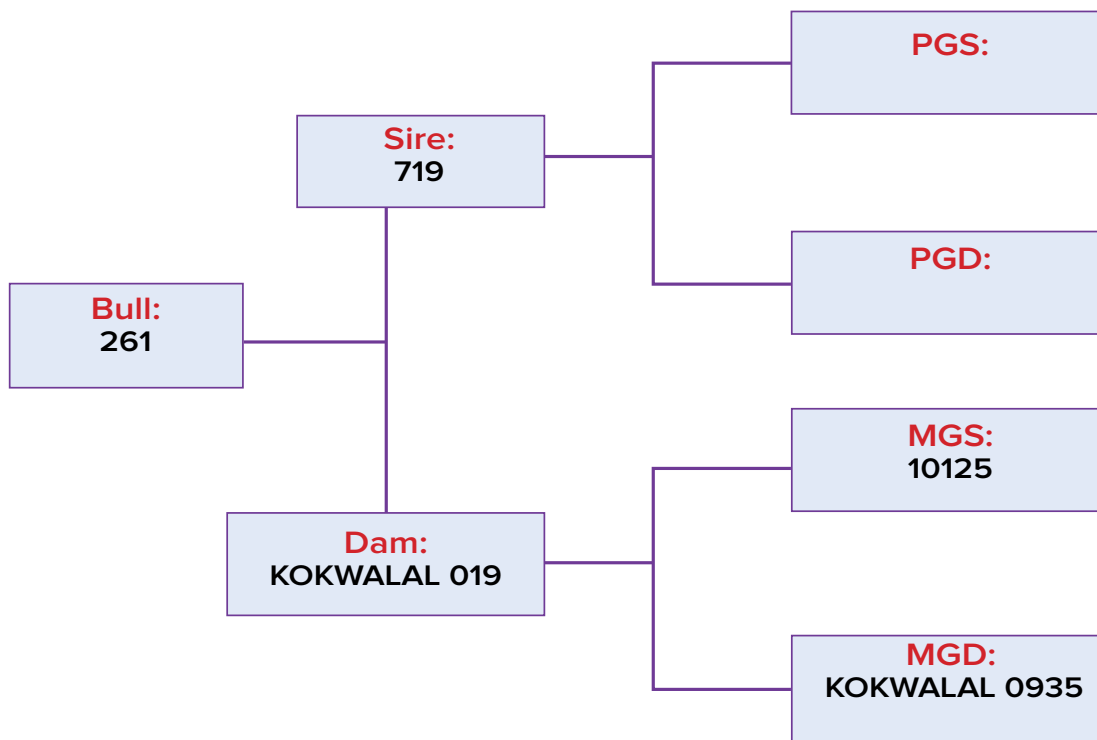 PGS:
Sire:
719
PGD:
Bull:
261
MGS:
10125
Dam:
KOKWALAL 019
MGD:
KOKWALAL 0935